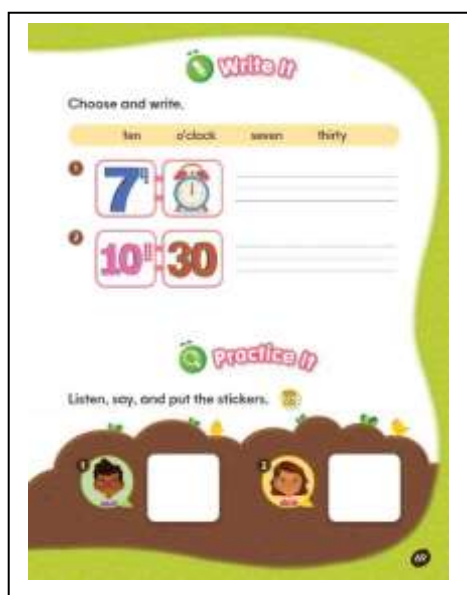 Write It
Choose and write.
ten o'clock seven thirty
1
7
2
10 30
Practice It
Listen, say, and put the stickers.
1 2
69